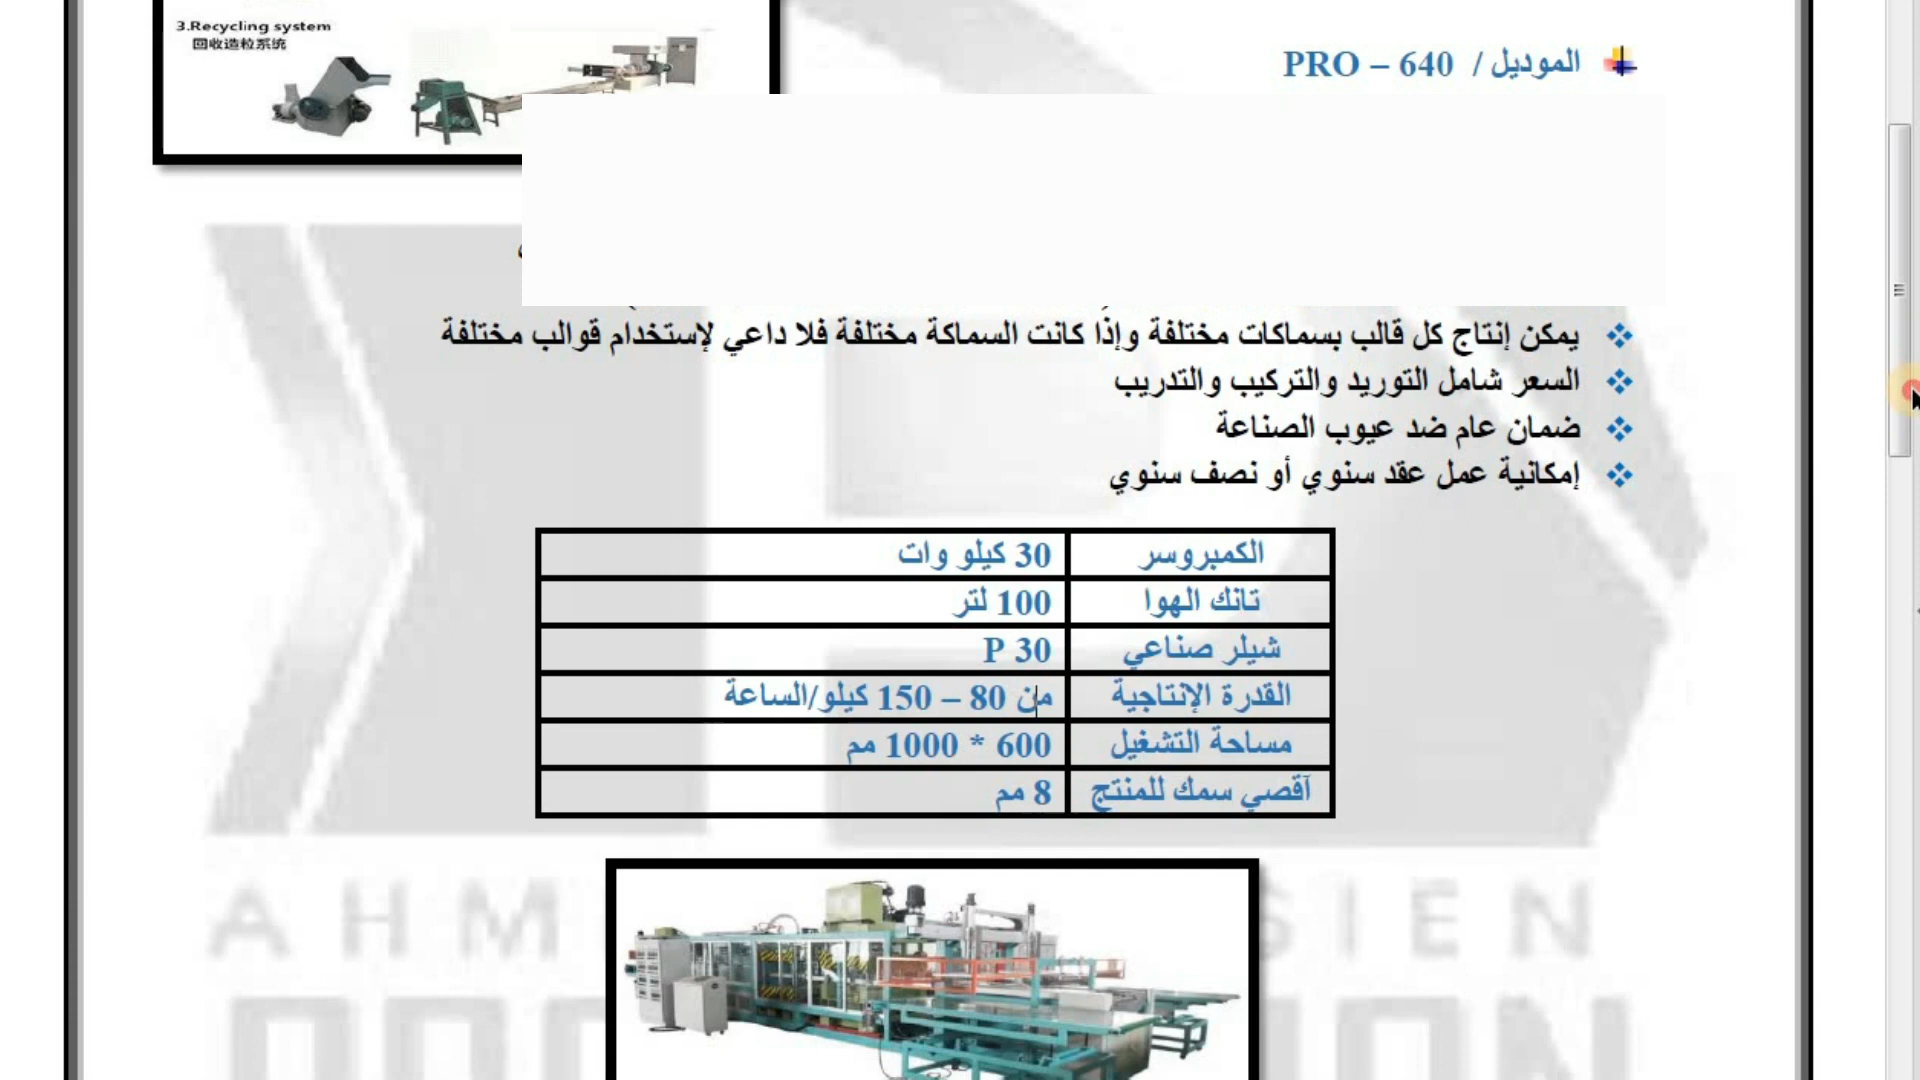 3.Recycling system
回收造粒系统
الموديل / PRO – 640
يمكن إنتاج كل قالب بسماكات مختلفة وإذا كانت السماكة مختلفة فلا داعي لإستخدام قوالب مختلفة
السعر شامل التوريد والتركيب والتدريب
ضمان عام ضد عيوب الصناعة
إمكانية عمل عقد سنوي أو نصف سنوي
الكمبروسر 30 كيلو وات
تانك الهوا 100 لتر
شيلر صناعي P 30
القدرة الإنتاجية من 80 – 150 كيلو/الساعة
مساحة التشغيل 600 * 1000 مم
آقصي سمك للمنتج 8 مم